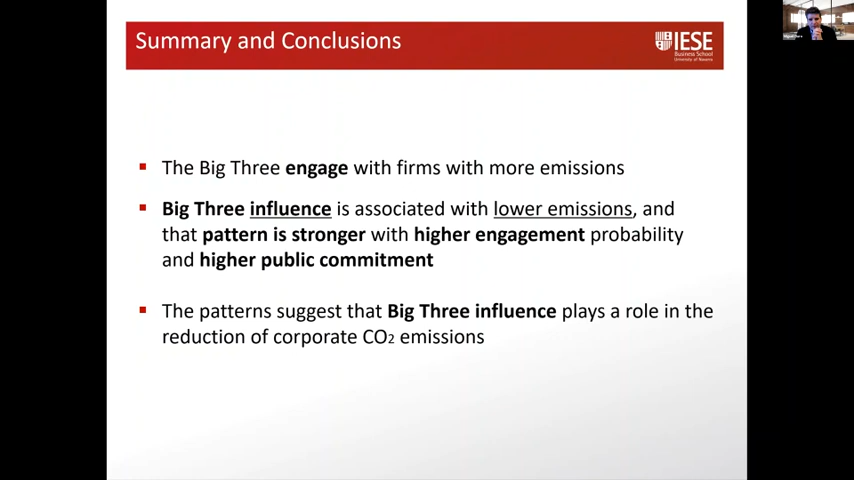 Summary and Conclusions
IESE
Business School
University of Navarra
The Big Three engage with firms with more emissions
Big Three influence is associated with lower emissions, and
that pattern is stronger with higher engagement probability
and higher public commitment
The patterns suggest that Big Three influence plays a role in the
reduction of corporate CO2 emissions